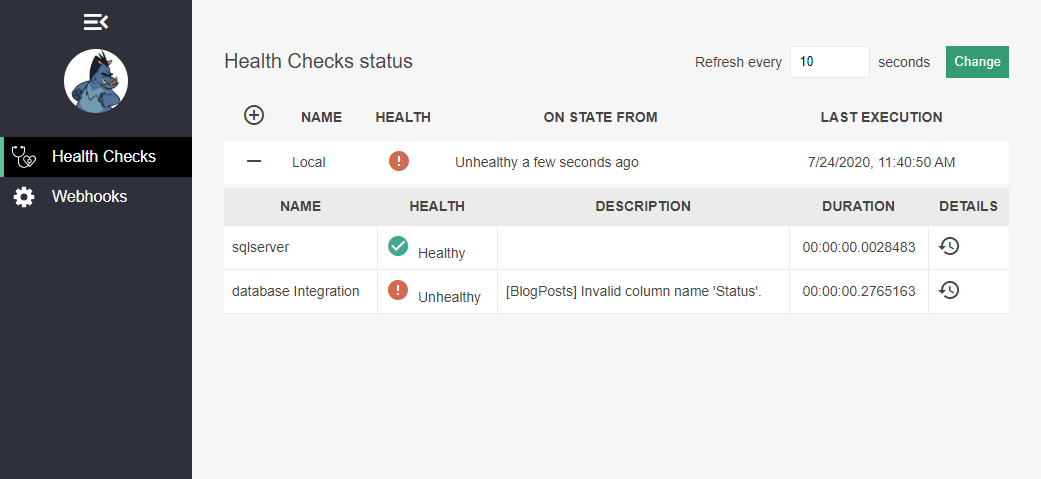 Health Checks status
Refresh every 10 seconds Change
NAME HEALTH ON STATE FROM LAST EXECUTION
Health Checks
Local Unhealthy a few seconds ago 7/24/2020, 11:40:50 AM
Webhooks
NAME HEALTH DESCRIPTION DURATION DETAILS
sqlserver Healthy 00:00:00.0028483
database Integration Unhealthy [BlogPosts] Invalid column name 'Status'. 00:00:00.2765163